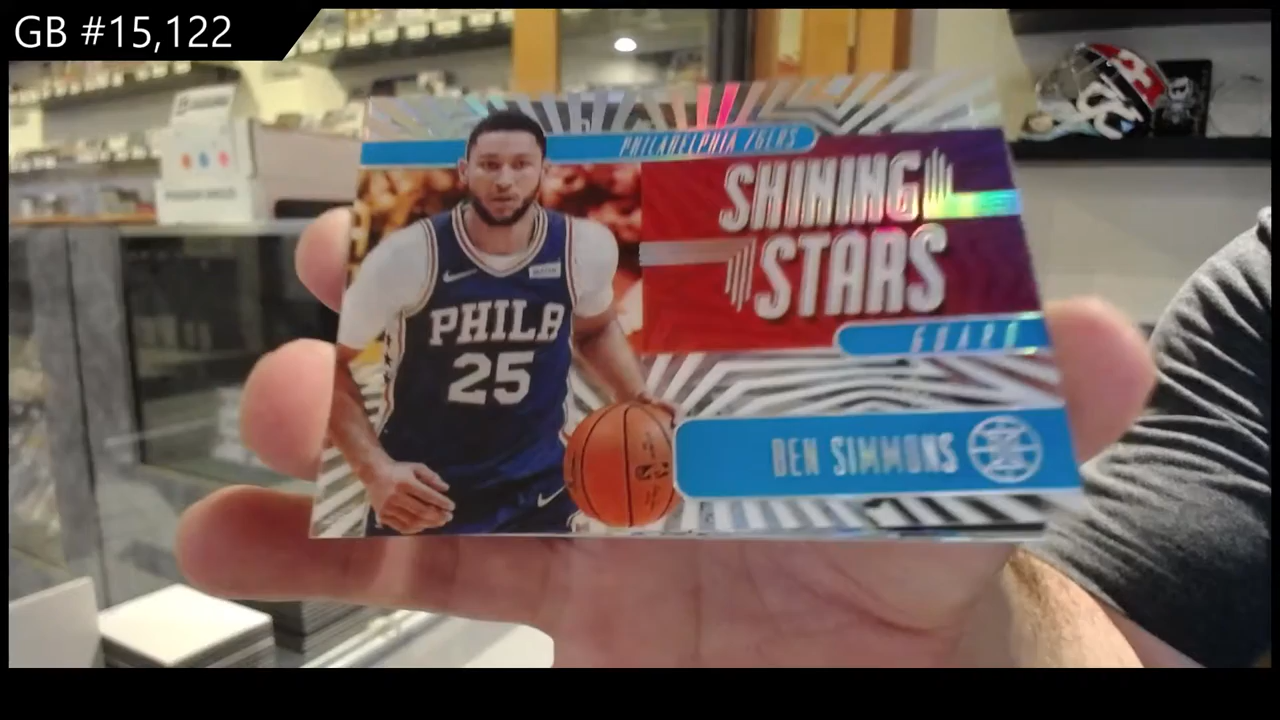 GB #15,122
PHILADELPHIA 76ERS
SHINING
STARS
GUARD
PHILA
25
BEN SIMMONS